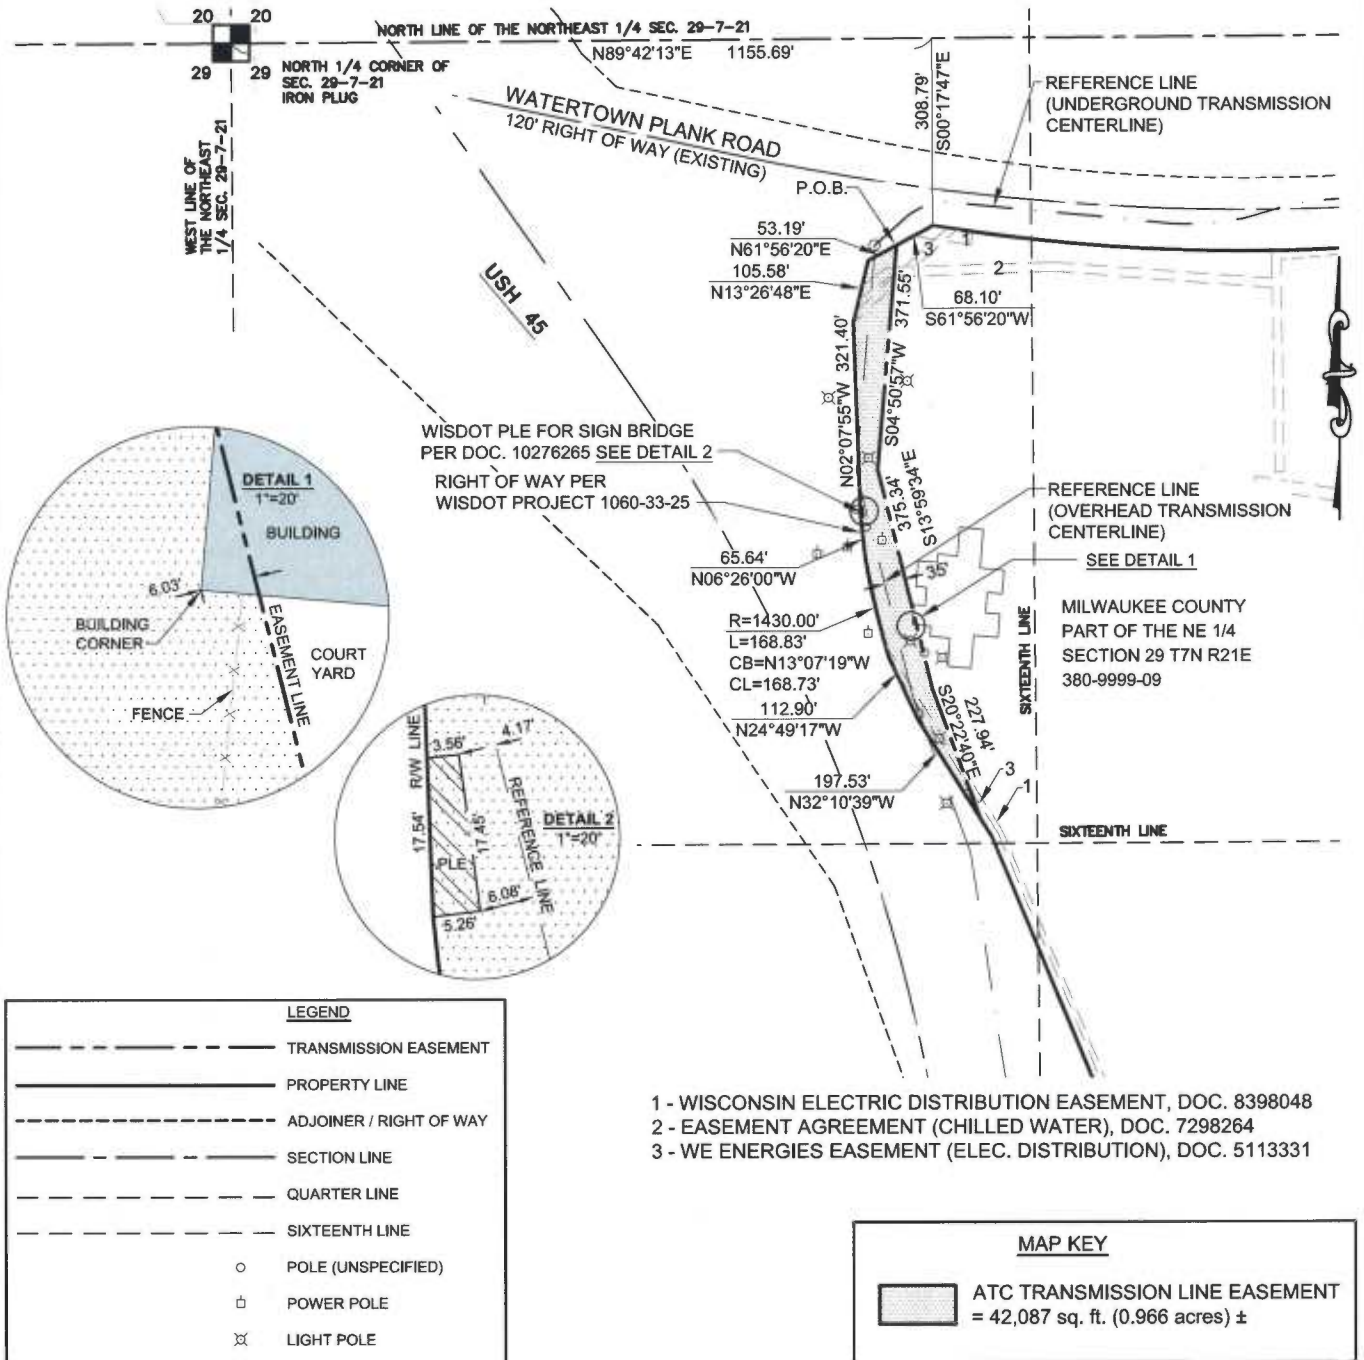 20 20
29 29
NORTH LINE OF THE NORTHEAST 1/4 SEC. 29-7-21
N89°42'13"E 1155.69'
NORTH 1/4 CORNER OF
SEC. 29-7-21
IRON PLUG
WEST LINE OF
THE NORTHEAST
1/4 SEC. 29-7-21
WATERTOWN PLANK ROAD
120' RIGHT OF WAY (EXISTING)
308.79'
S00°17'47"E
REFERENCE LINE
(UNDERGROUND TRANSMISSION
CENTERLINE)
P.O.B.
53.19'
N61°56'20"E
105.58'
N13°26'48"E
3
1
2
68.10'
S61°56'20"W
USH 45
N02°07'55"W 321.40'
S04°50'57"W 371.55'
WISDOT PLE FOR SIGN BRIDGE
PER DOC. 10276265 SEE DETAIL 2
RIGHT OF WAY PER
WISDOT PROJECT 1060-33-25
375.34'
S13°59'34"E
REFERENCE LINE
(OVERHEAD TRANSMISSION
CENTERLINE)
SEE DETAIL 1
65.64'
N06°26'00"W
35'
R=1430.00'
L=168.83'
CB=N13°07'19"W
CL=168.73'
112.90'
N24°49'17"W
MILWAUKEE COUNTY
PART OF THE NE 1/4
SECTION 29 T7N R21E
380-9999-09
SIXTEENTH LINE
227.94'
S20°22'40"E
197.53'
N32°10'39"W
3
1
SIXTEENTH LINE
DETAIL 1
1"=20'
BUILDING
6.03'
BUILDING
CORNER
EASEMENT LINE
COURT
YARD
FENCE
R/W LINE
3.56'
4.17'
REFERENCE LINE
DETAIL 2
1"=20'
17.54'
17.45'
PLE
6.08'
5.26'
LEGEND
TRANSMISSION EASEMENT
PROPERTY LINE
ADJOINER / RIGHT OF WAY
SECTION LINE
QUARTER LINE
SIXTEENTH LINE
POLE (UNSPECIFIED)
POWER POLE
LIGHT POLE
1 - WISCONSIN ELECTRIC DISTRIBUTION EASEMENT, DOC. 8398048
2 - EASEMENT AGREEMENT (CHILLED WATER), DOC. 7298264
3 - WE ENERGIES EASEMENT (ELEC. DISTRIBUTION), DOC. 5113331
MAP KEY
ATC TRANSMISSION LINE EASEMENT
= 42,087 sq. ft. (0.966 acres) ±